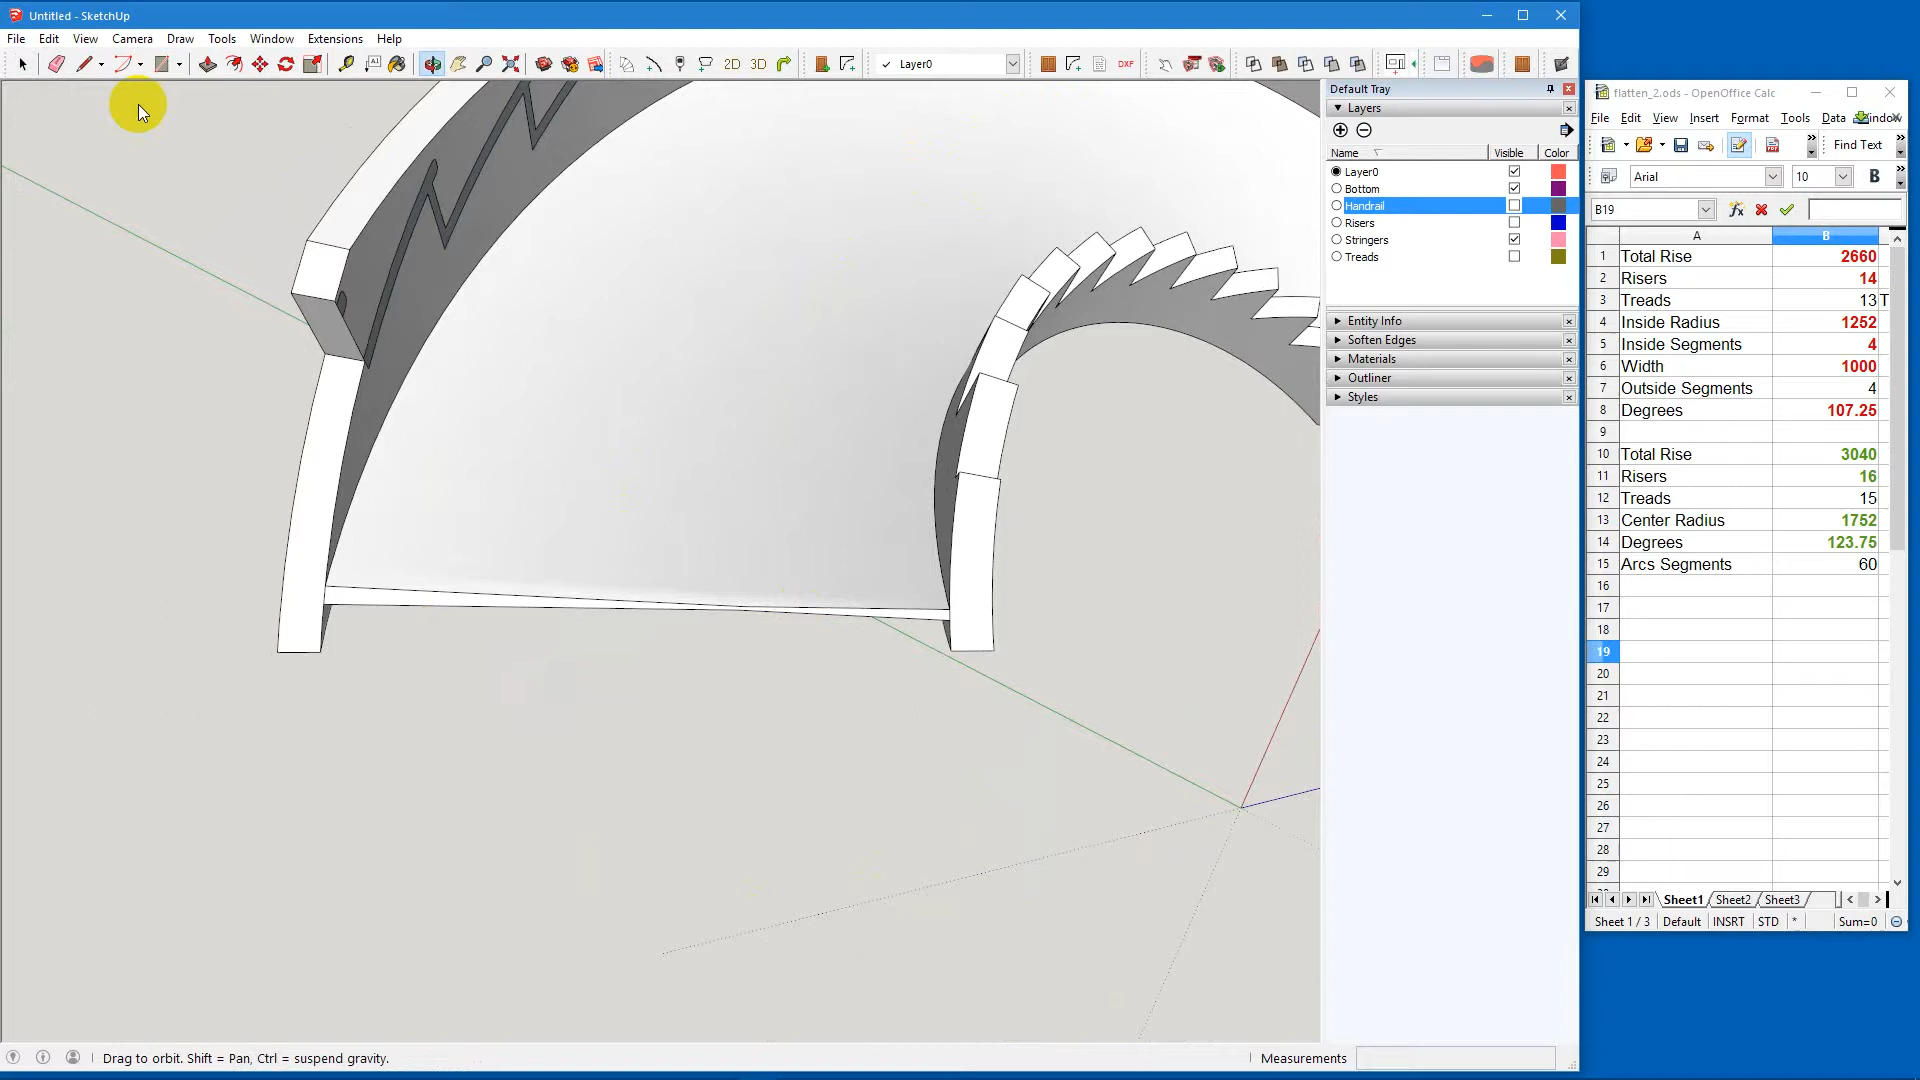 Untitled - SketchUp
File Edit View Camera Draw Tools Window Extensions Help
A1 2D 3D Layer0 DXF
Default Tray
Layers
Name Visible Color
Layer0
Bottom
Handrail
Risers
Stringers
Treads
Entity Info
Soften Edges
Materials
Outliner
Styles
Drag to orbit. Shift = Pan, Ctrl = suspend gravity.
Measurements
flatten_2.ods - OpenOffice Calc
File Edit View Insert Format Tools Data Window
Find Text
Arial 10 B
B19
A B
1 Total Rise 2660
2 Risers 14
3 Treads 13 T
4 Inside Radius 1252
5 Inside Segments 4
6 Width 1000
7 Outside Segments 4
8 Degrees 107.25
9
10 Total Rise 3040
11 Risers 16
12 Treads 15
13 Center Radius 1752
14 Degrees 123.75
15 Arcs Segments 60
16
17
18
19
20
21
22
23
24
25
26
27
28
29
Sheet1 Sheet2 Sheet3
Sheet 1 / 3 Default INSRT STD * Sum=0